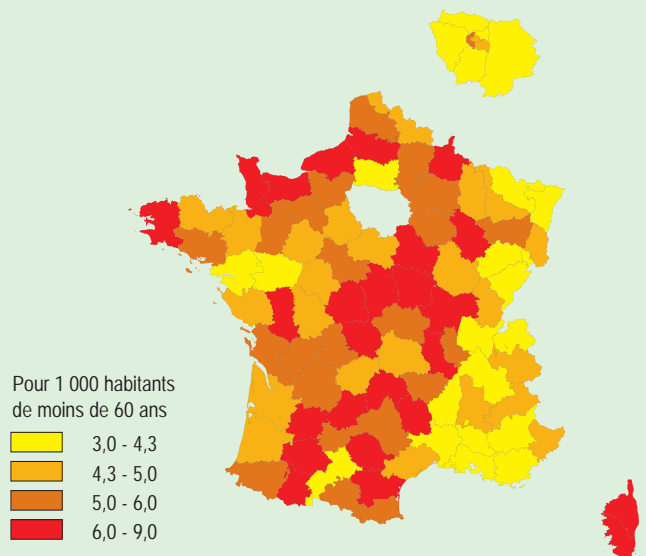 Pour 1 000 habitants
de moins de 60 ans
3,0 - 4,3
4,3 - 5,0
5,0 - 6,0
6,0 - 9,0